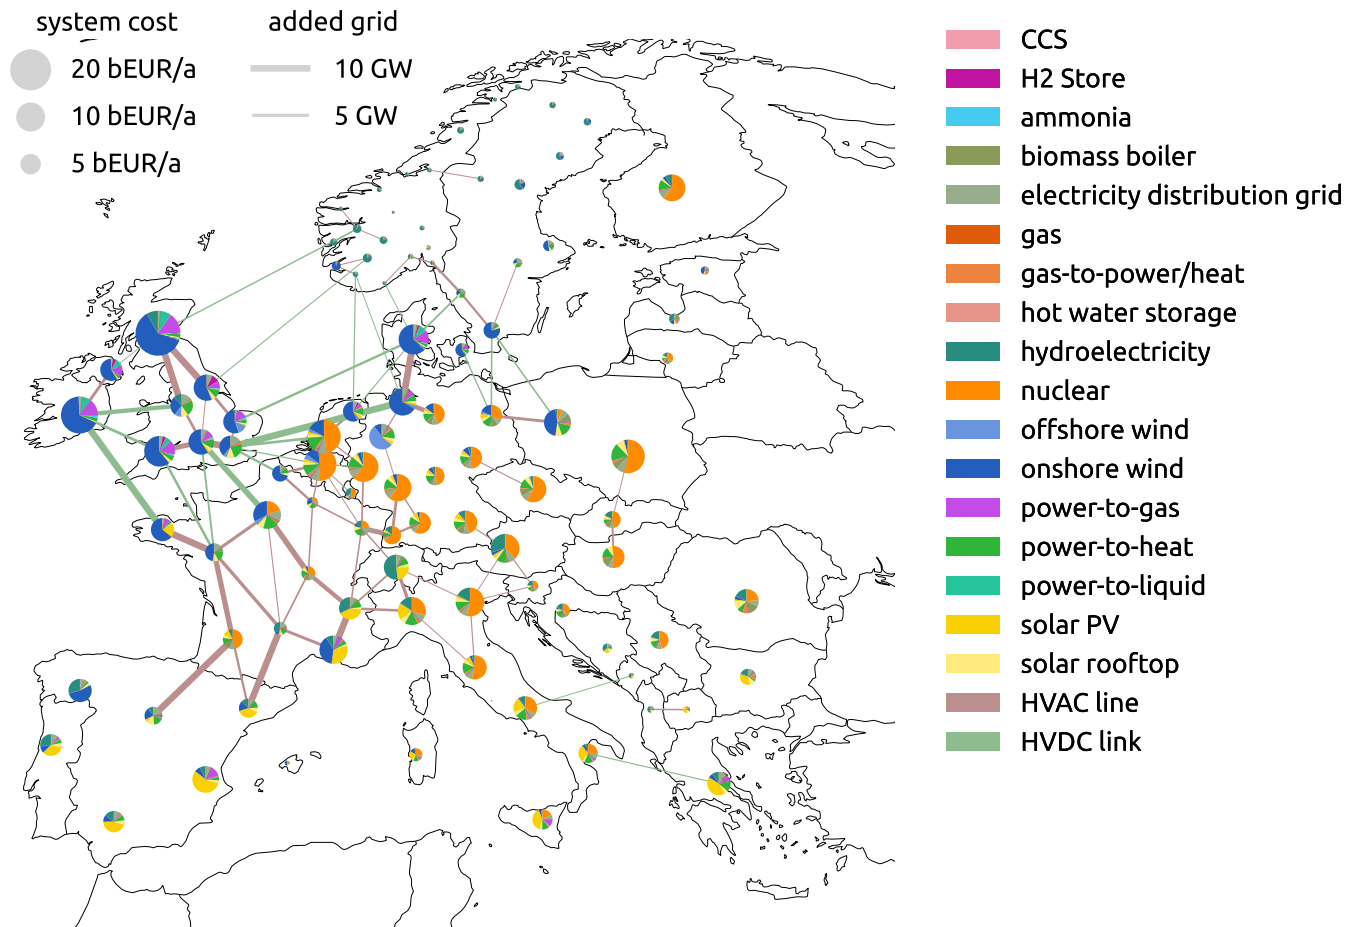 system cost
added grid
20 bEUR/a
10 GW
10 bEUR/a
5 GW
5 bEUR/a
CCS
H2 Store
ammonia
biomass boiler
electricity distribution grid
gas
gas-to-power/heat
hot water storage
hydroelectricity
nuclear
offshore wind
onshore wind
power-to-gas
power-to-heat
power-to-liquid
solar PV
solar rooftop
HVAC line
HVDC link